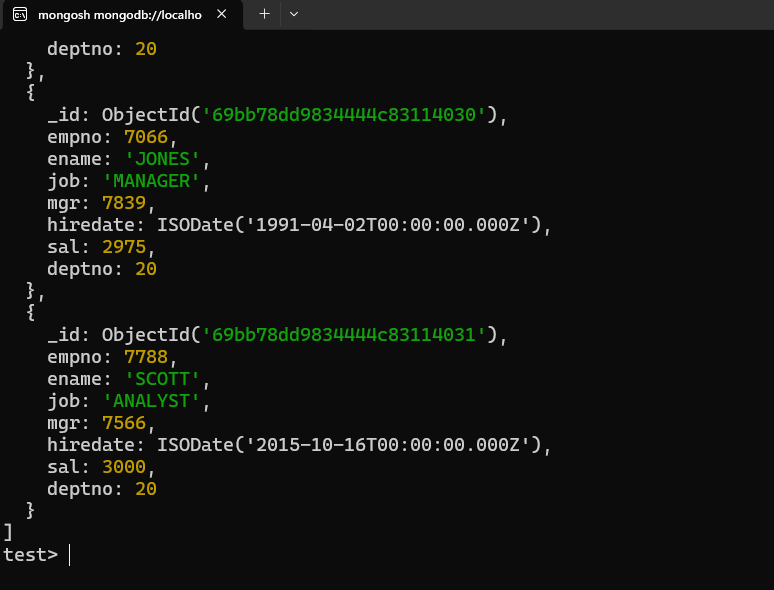 mongosh mongodb://localho
deptno: 20
},
{
_id: ObjectId('69bb78dd9834444c83114030'),
empno: 7066,
ename: 'JONES',
job: 'MANAGER',
mgr: 7839,
hiredate: ISODate('1991-04-02T00:00:00.000Z'),
sal: 2975,
deptno: 20
},
{
_id: ObjectId('69bb78dd9834444c83114031'),
empno: 7788,
ename: 'SCOTT',
job: 'ANALYST',
mgr: 7566,
hiredate: ISODate('2015-10-16T00:00:00.000Z'),
sal: 3000,
deptno: 20
}
]
test>